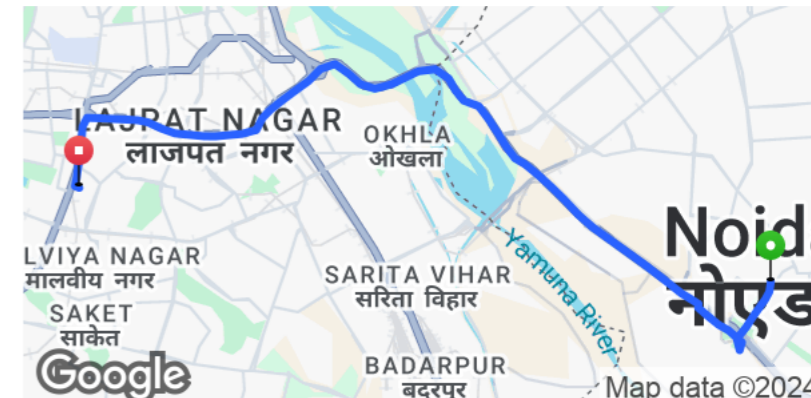 LAJPAT NAGAR
लाजपत नगर
OKHLA
ओखला
LVIYA NAGAR
मालवीय नगर
SAKET
साकेत
SARITA VIHAR
सरिता विहार
Yamuna River
Noid
नोएड
BADARPUR
बदरपुर
Google
Map data ©2024